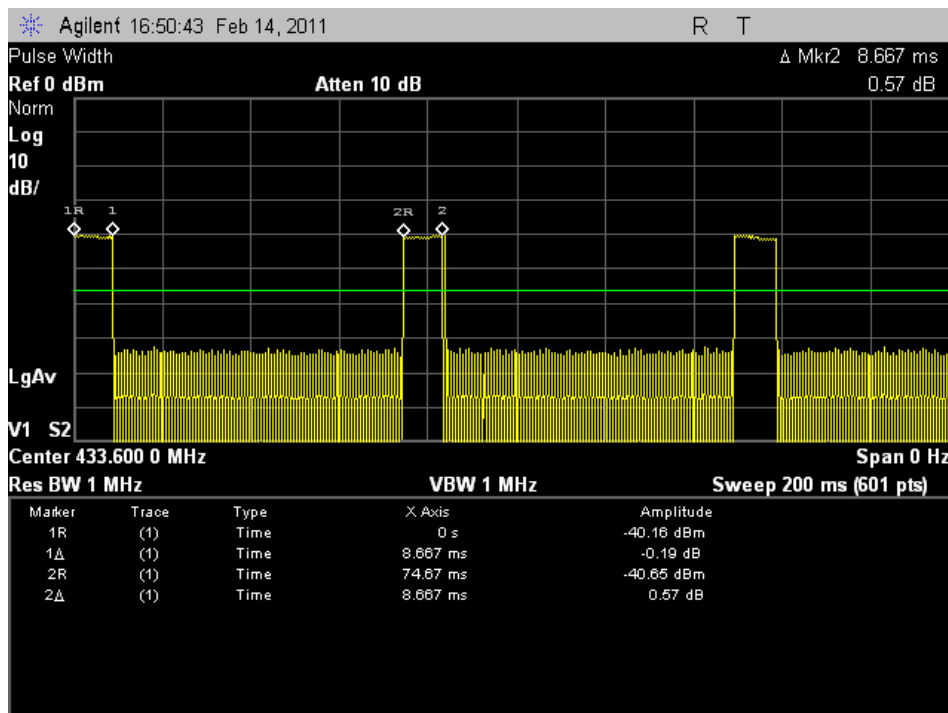 Agilent 16:50:43 Feb 14, 2011 R T
Pulse Width Δ Mkr2 8.667 ms
Ref 0 dBm Atten 10 dB 0.57 dB
Norm
Log
10
dB/
1R 1 2R 2
LgAv
V1 S2
Center 433.600 0 MHz Span 0 Hz
Res BW 1 MHz VBW 1 MHz Sweep 200 ms (601 pts)
Marker Trace Type X Axis Amplitude
1R (1) Time 0 s -40.16 dBm
1Δ (1) Time 8.667 ms -0.19 dB
2R (1) Time 74.67 ms -40.65 dBm
2Δ (1) Time 8.667 ms 0.57 dB